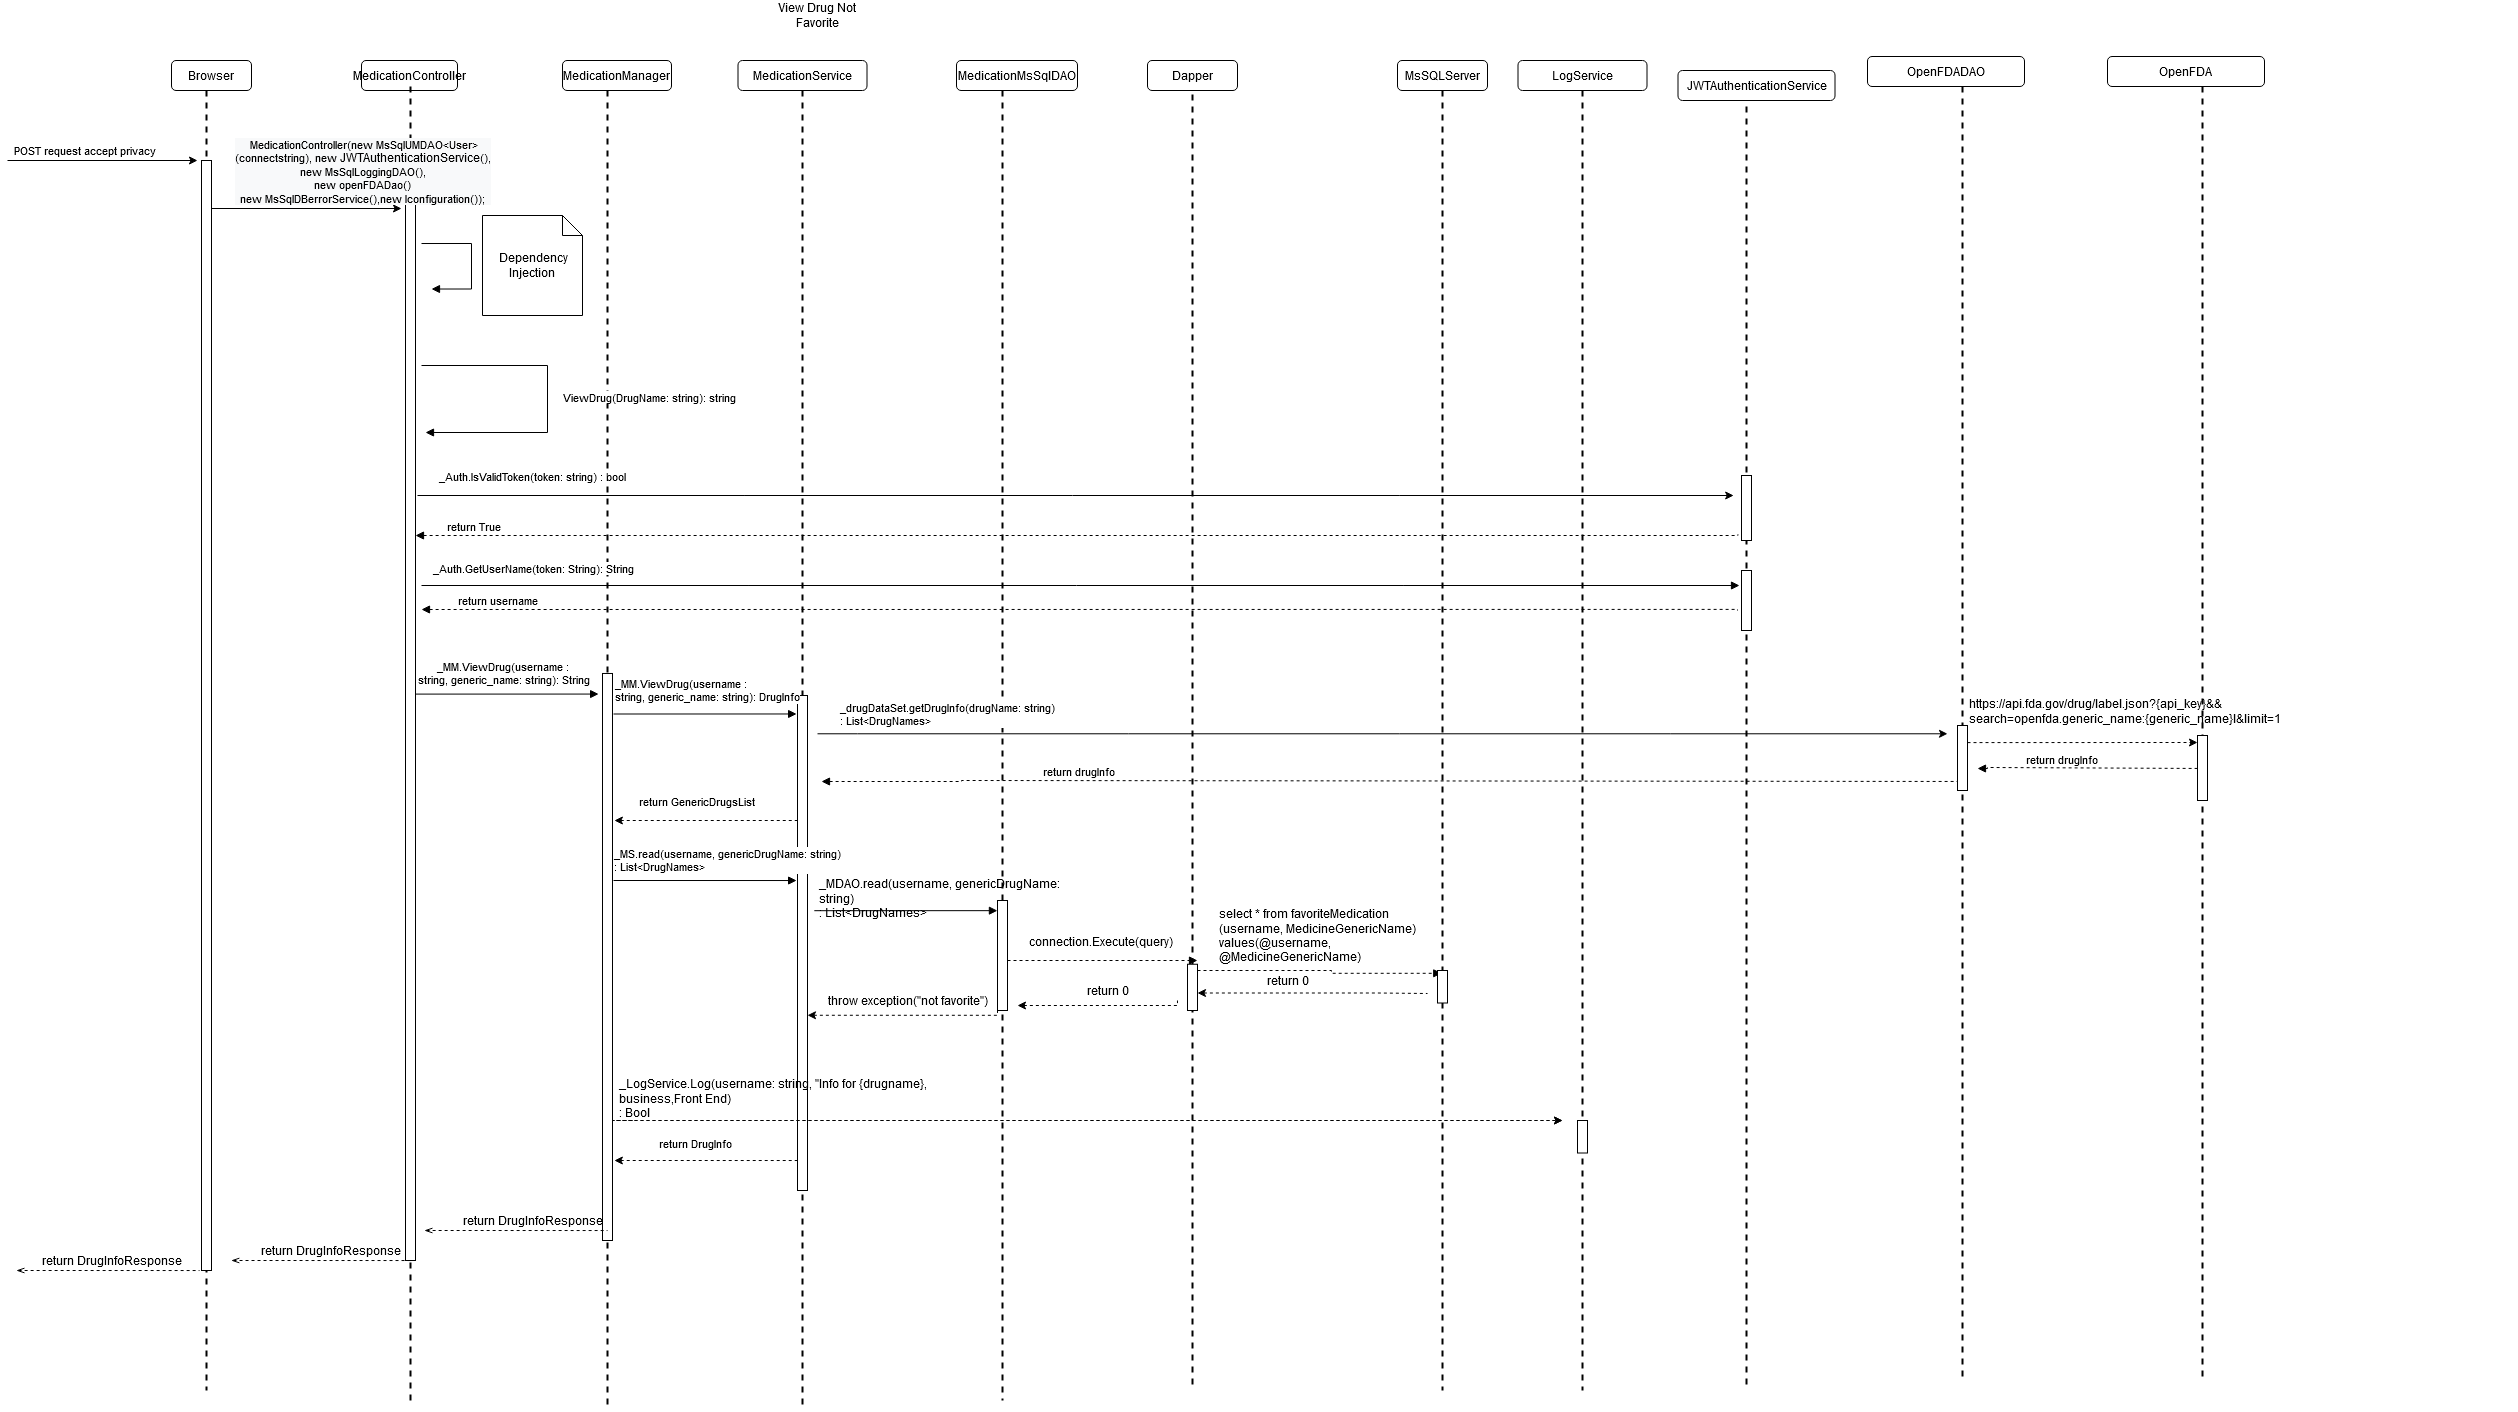 View Drug Not
Favorite
Browser
MedicationController
MedicationManager
MedicationService
MedicationMsSqlDAO
Dapper
MsSQLServer
LogService
JWTAuthenticationService
OpenFDADAO
OpenFDA
POST request accept privacy
MedicationController(new MsSqlUMDAO<User>
(connectstring), new JWTAuthenticationService(),
new MsSqlLoggingDAO(),
new openFDADao()
new MsSqlDBerrorService(),new Iconfiguration());
Dependency
Injection
ViewDrug(DrugName: string): string
_Auth.IsValidToken(token: string) : bool
return True
_Auth.GetUserName(token: String): String
return username
_MM.ViewDrug(username :
string, generic_name: string): String
_MM.ViewDrug(username :
string, generic_name: string): DrugInfo
_drugDataSet.getDrugInfo(drugName: string)
: List<DrugNames>
https://api.fda.gov/drug/label.json?{api_key}&&
search=openfda.generic_name:{generic_name}l&limit=1
return drugInfo
return drugInfo
return GenericDrugsList
_MS.read(username, genericDrugName: string)
: List<DrugNames>
_MDAO.read(username, genericDrugName:
string)
: List<DrugNames>
connection.Execute(query)
select * from favoriteMedication
(username, MedicineGenericName)
values(@username,
@MedicineGenericName)
return 0
return 0
throw exception("not favorite")
_LogService.Log(username: string, "Info for {drugname},
business,Front End)
: Bool
return DrugInfo
return DrugInfoResponse
return DrugInfoResponse
return DrugInfoResponse